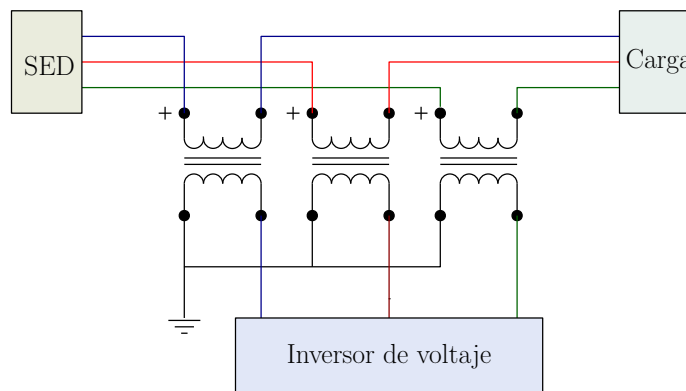 SED
Carga
+ + +
Inversor de voltaje